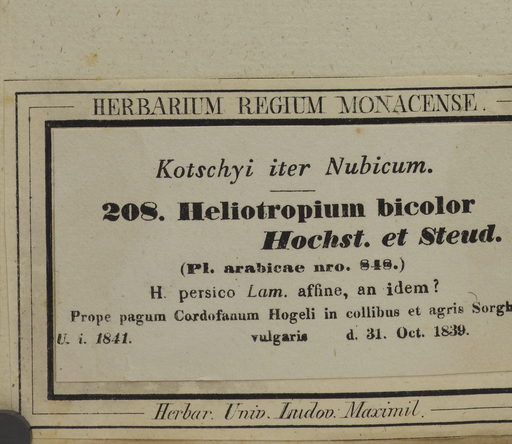 HERBARIUM REGIUM MONACENSE.
Kotschyi iter Nubicum.
208. Heliotropium bicolor
Hochst. et Steud.
(Pl. arabicae nro. 848.)
H. persico Lam. affine, an idem?
Prope pagum Cordofanum Hogeli in collibus et agris Sorgh
U. i. 1841. vulgaris d. 31. Oct. 1839.
Herbar. Univ. Ludov. Maximil.